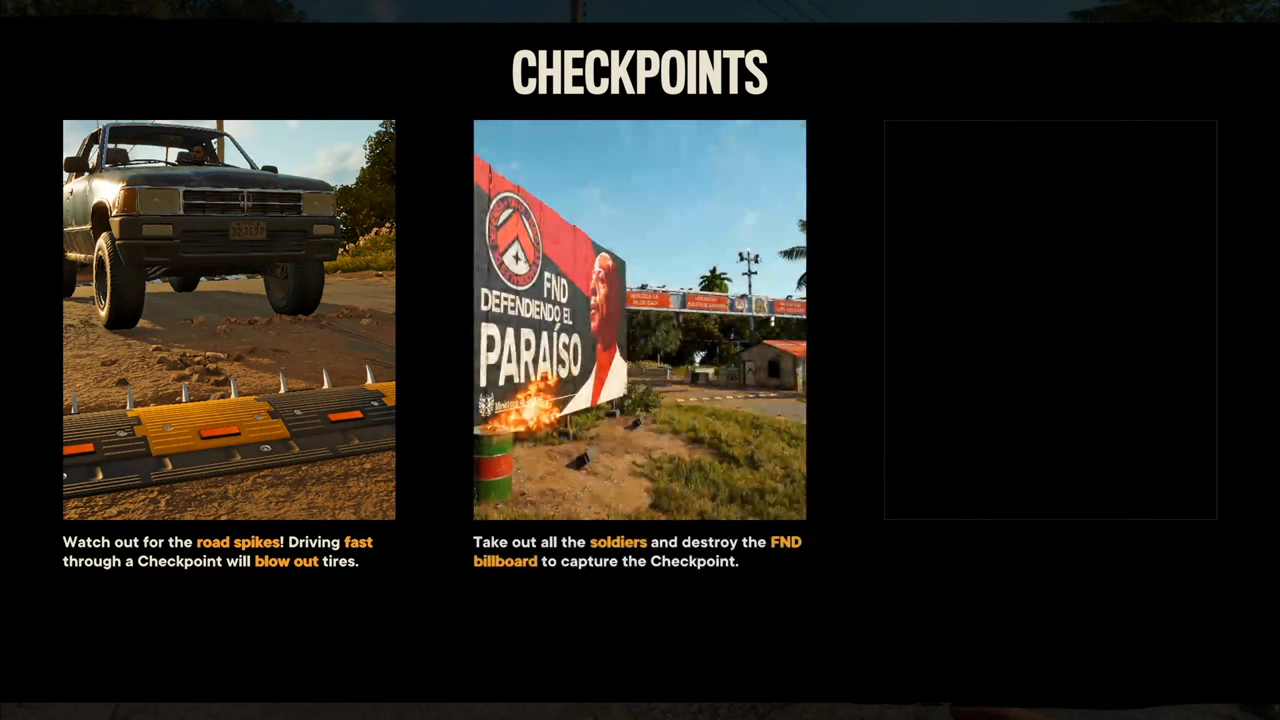 CHECKPOINTS
FND
DEFENDIENDO EL
PARAÍSO
Watch out for the road spikes! Driving fast
through a Checkpoint will blow out tires.
Take out all the soldiers and destroy the FND
billboard to capture the Checkpoint.